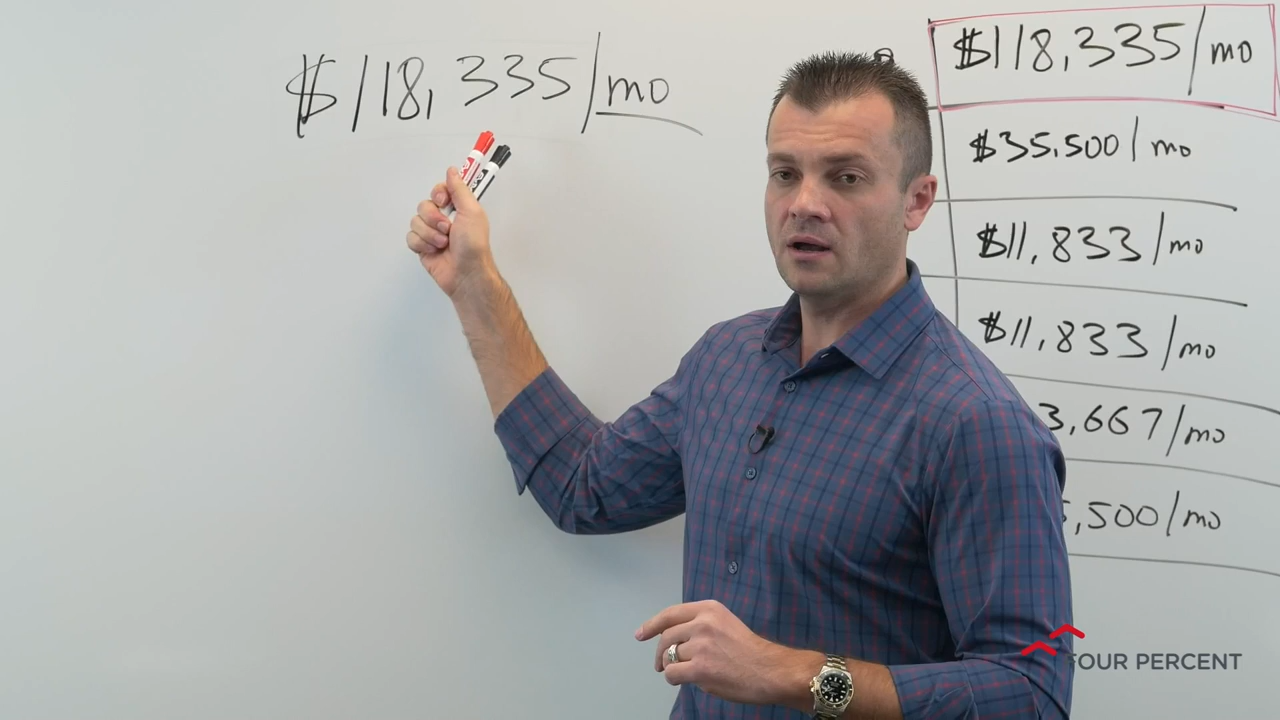 $118,335/mo
$118,335/mo
$35,500/mo
$11,833/mo
$11,833/mo
3,667/mo
5,500/mo
FOUR PERCENT